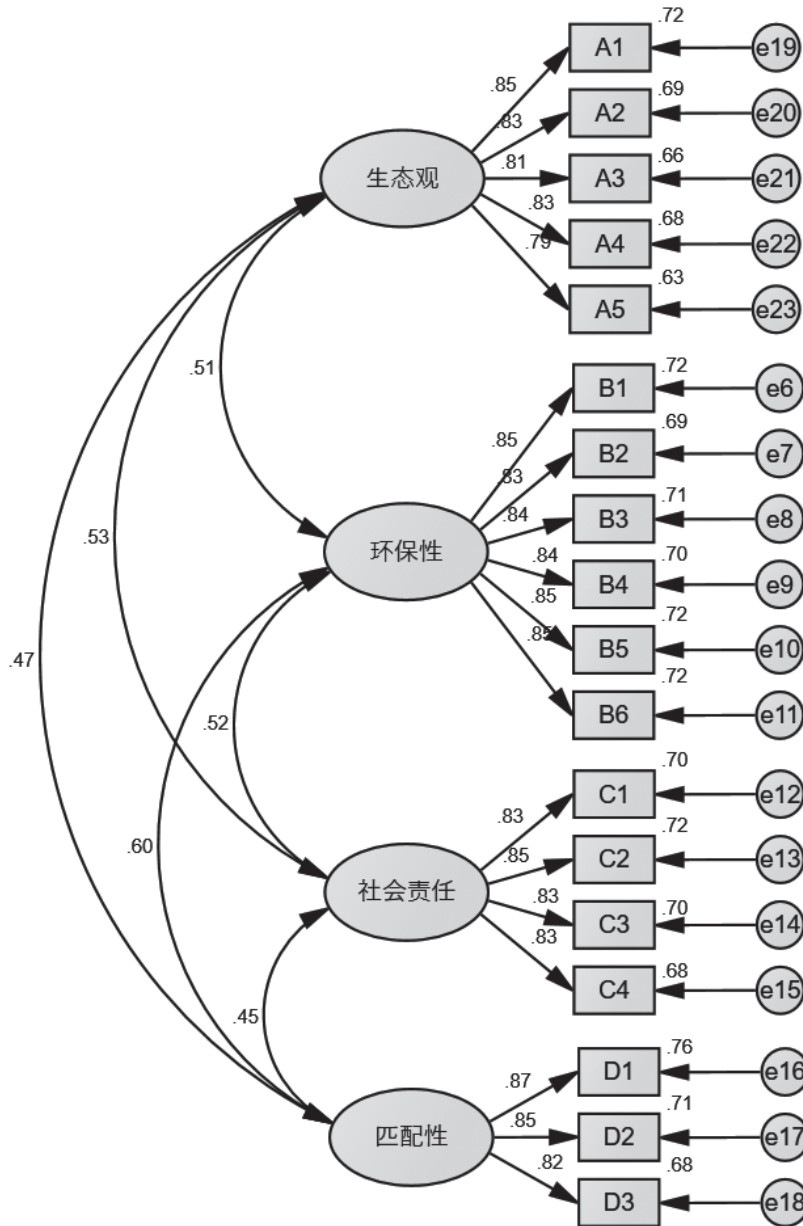 .72
A1
e19
.85
.69
A2
e20
.83
.66
生态观
.81
A3
e21
.68
.83
A4
e22
.79
.63
A5
e23
.51
.72
B1
e6
.85
.69
B2
e7
.83
.71
.84
B3
e8
.53
环保性
.70
.84
B4
e9
.85
.72
B5
e10
.85
.72
B6
e11
.47
.52
.70
C1
e12
.83
.72
.60
.85
C2
e13
社会责任
.83
.70
C3
e14
.83
.68
C4
e15
.45
.76
D1
e16
.87
.71
匹配性
.85
D2
e17
.82
.68
D3
e18